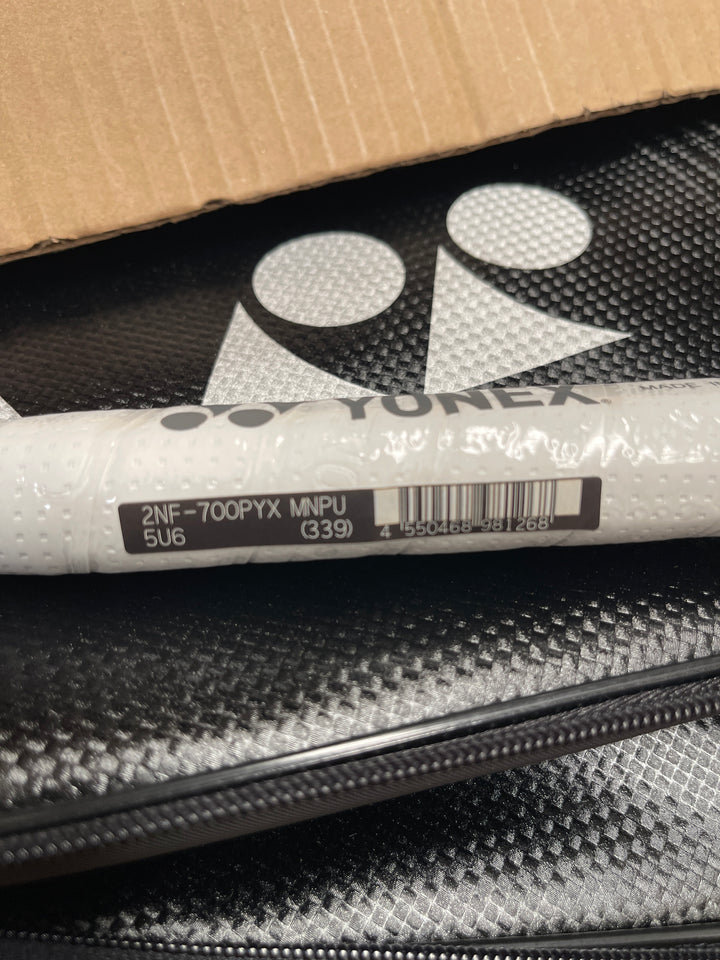 YONEX
MADE
2NF-700PYX MNPU
5U6 (339)
4 550468 981268